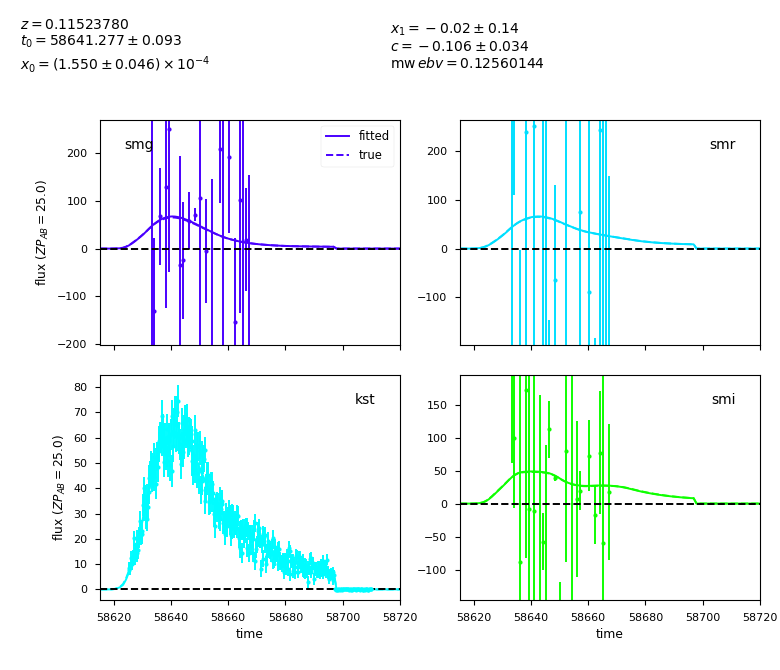 z = 0.11523780
t₀ = 58641.277 ± 0.093
x₀ = (1.550 ± 0.046) × 10⁻⁴
x₁ = −0.02 ± 0.14
c = −0.106 ± 0.034
mw ebv = 0.12560144
smg
fitted
true
200
100
0
−100
−200
flux (ZP_AB = 25.0)
smr
200
100
0
−100
kst
80
70
60
50
40
30
20
10
0
flux (ZP_AB = 25.0)
58620 58640 58660 58680 58700 58720
time
smi
150
100
50
0
−50
−100
58620 58640 58660 58680 58700 58720
time